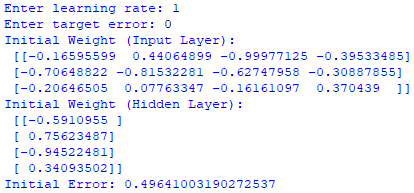 Enter learning rate: 1
Enter target error: 0
Initial Weight (Input Layer):
[[-0.16595599 0.44064899 -0.99977125 -0.39533485]
[-0.70648822 -0.81532281 -0.62747958 -0.30887855]
[-0.20646505 0.07763347 -0.16161097 0.370439 ]]
Initial Weight (Hidden Layer):
[[-0.5910955 ]
[ 0.75623487]
[-0.94522481]
[ 0.34093502]]
Initial Error: 0.49641003190272537